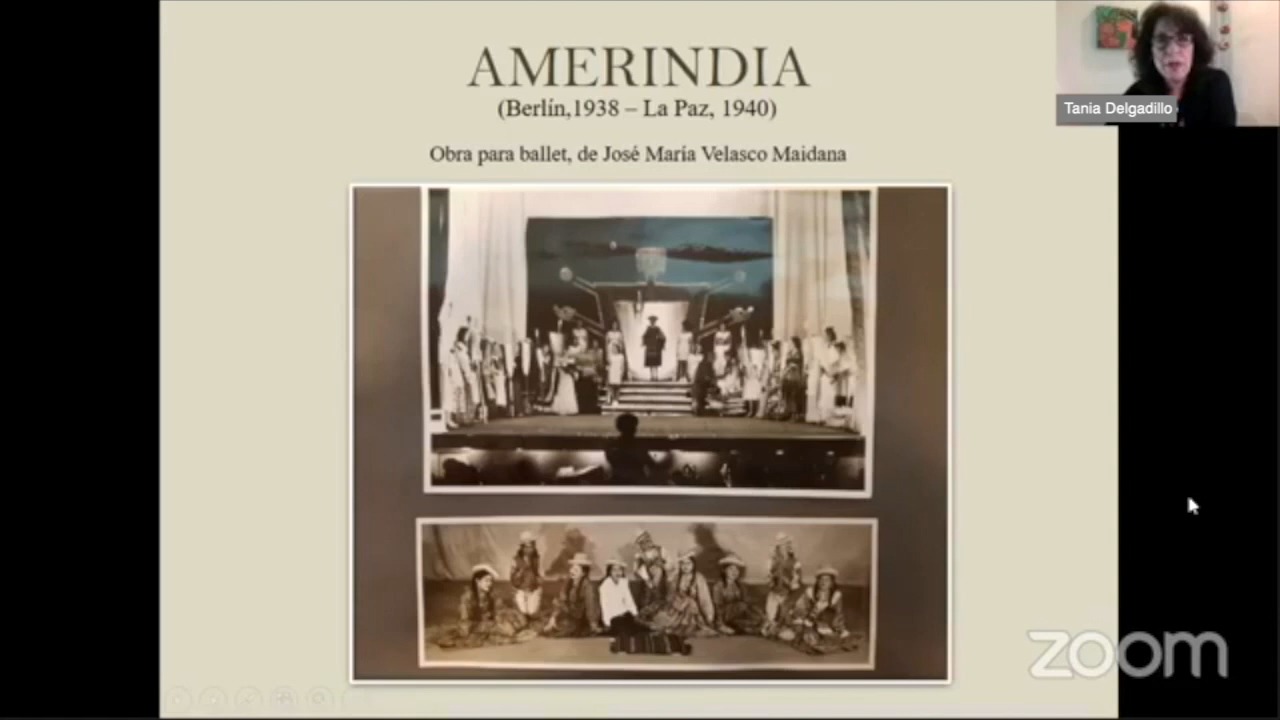 AMERINDIA
(Berlín,1938 – La Paz, 1940)
Obra para ballet, de José María Velasco Maidana
Tania Delgadillo
zoom